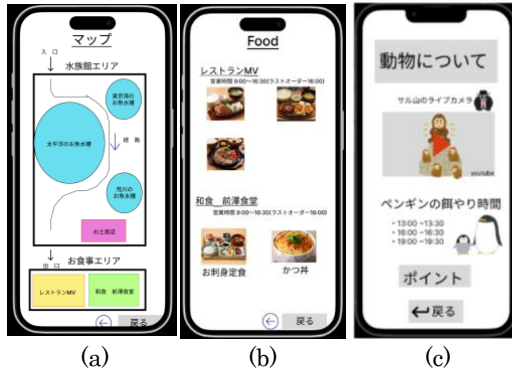 マップ
入 口
水族館エリア
東京湾の
お魚水槽
太平洋のお魚水槽
経 路
荒川の
お魚水槽
お土産店
お食事エリア
出 口
レストランMV
和食 前澤食堂
戻る
(a)
Food
レストランMV
営業時間 9:00~16:30(ラストオーダー16:00)
和食__前澤食堂
営業時間 9:00~16:30(ラストオーダー16:00)
お刺身定食
かつ丼
戻る
(b)
動物について
サル山のライブカメラ
youtube
ペンギンの餌やり時間
・13:00 ~13:30
・16:00 ~16:30
・19:00 ~19:30
ポイント
戻る
(c)